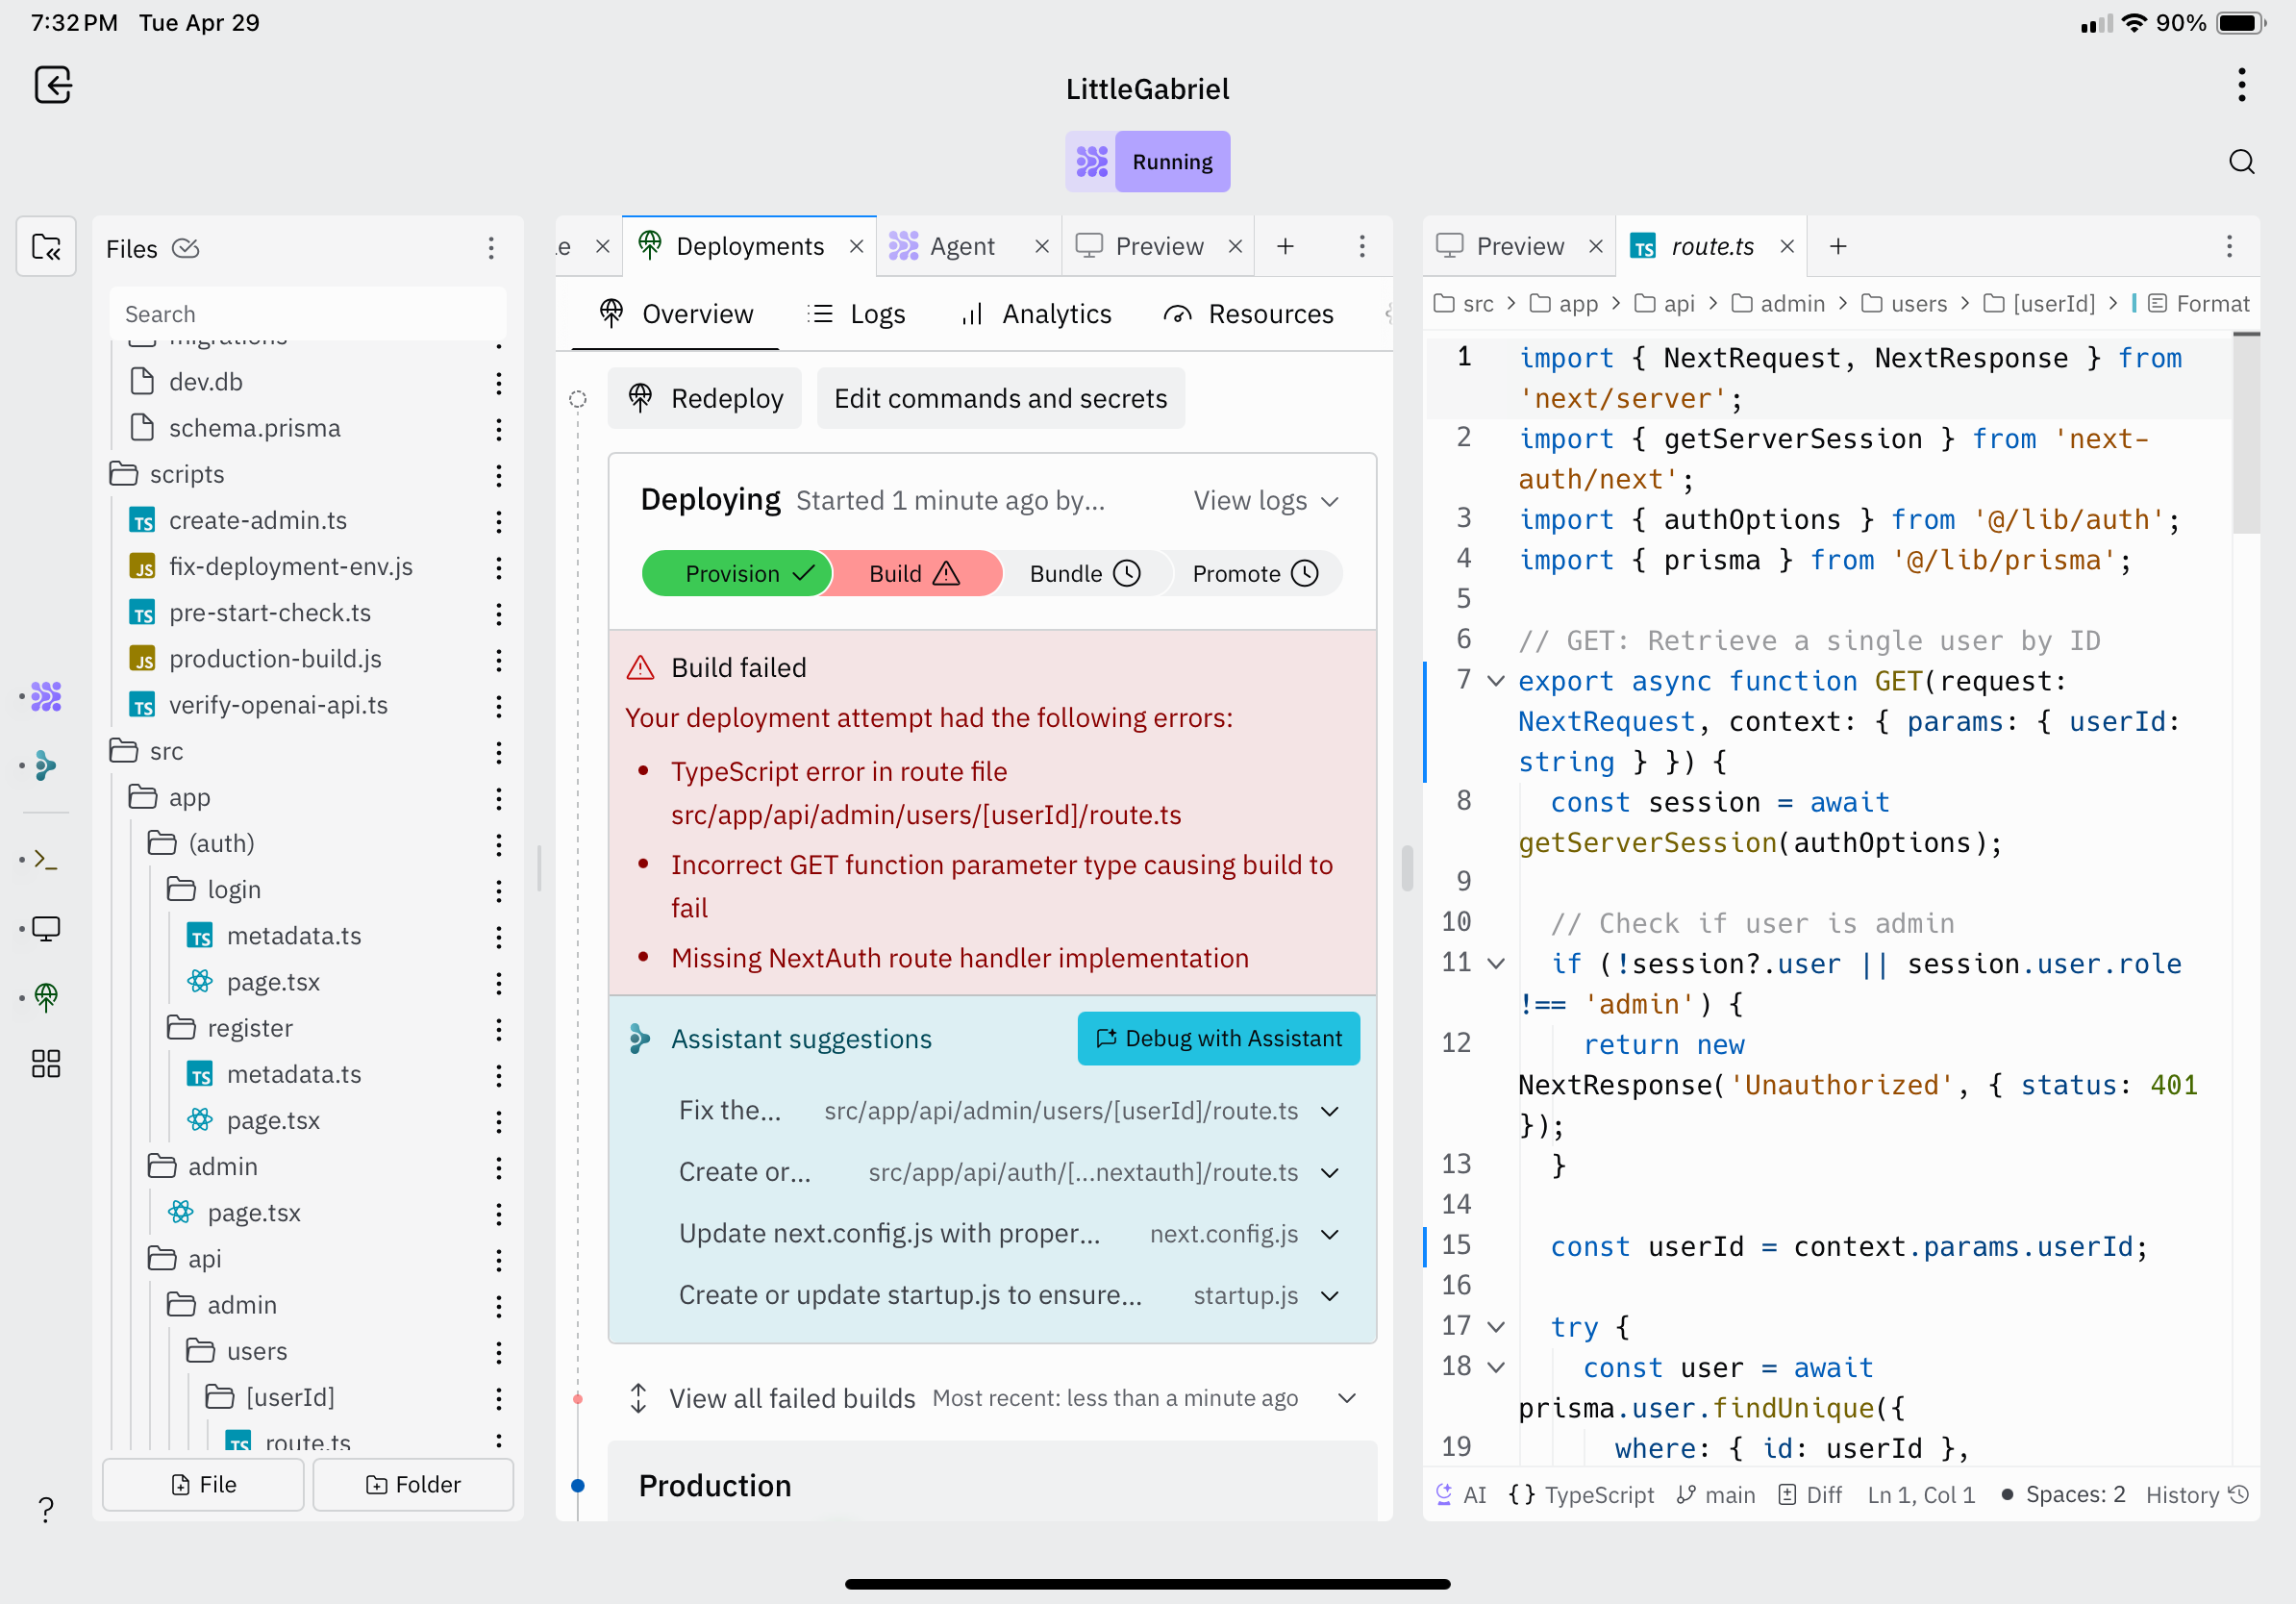 7:32 PM Tue Apr 29
90%
LittleGabriel
Running
Files
Search
migrations
dev.db
schema.prisma
scripts
create-admin.ts
fix-deployment-env.js
pre-start-check.ts
production-build.js
verify-openai-api.ts
src
app
(auth)
login
metadata.ts
page.tsx
register
metadata.ts
page.tsx
admin
page.tsx
api
admin
users
[userId]
route.ts
File
Folder
?
Deployments
Agent
Preview
Overview
Logs
Analytics
Resources
Redeploy
Edit commands and secrets
Deploying Started 1 minute ago by...
View logs
Provision
Build
Bundle
Promote
Build failed
Your deployment attempt had the following errors:
• TypeScript error in route file
src/app/api/admin/users/[userId]/route.ts
• Incorrect GET function parameter type causing build to
fail
• Missing NextAuth route handler implementation
Assistant suggestions
Debug with Assistant
Fix the... src/app/api/admin/users/[userId]/route.ts
Create or... src/app/api/auth/[...nextauth]/route.ts
Update next.config.js with proper... next.config.js
Create or update startup.js to ensure... startup.js
View all failed builds Most recent: less than a minute ago
Production
Preview
route.ts
src > app > api > admin > users > [userId] >
Format
1 import { NextRequest, NextResponse } from
'next/server';
2 import { getServerSession } from 'next-
auth/next';
3 import { authOptions } from '@/lib/auth';
4 import { prisma } from '@/lib/prisma';
5
6 // GET: Retrieve a single user by ID
7 export async function GET(request:
NextRequest, context: { params: { userId:
string } }) {
8 const session = await
getServerSession(authOptions);
9
10 // Check if user is admin
11 if (!session?.user || session.user.role
!== 'admin') {
12 return new
NextResponse('Unauthorized', { status: 401
});
13 }
14
15 const userId = context.params.userId;
16
17 try {
18 const user = await
prisma.user.findUnique({
19 where: { id: userId },
AI
{} TypeScript
main
Diff
Ln 1, Col 1
• Spaces: 2
History